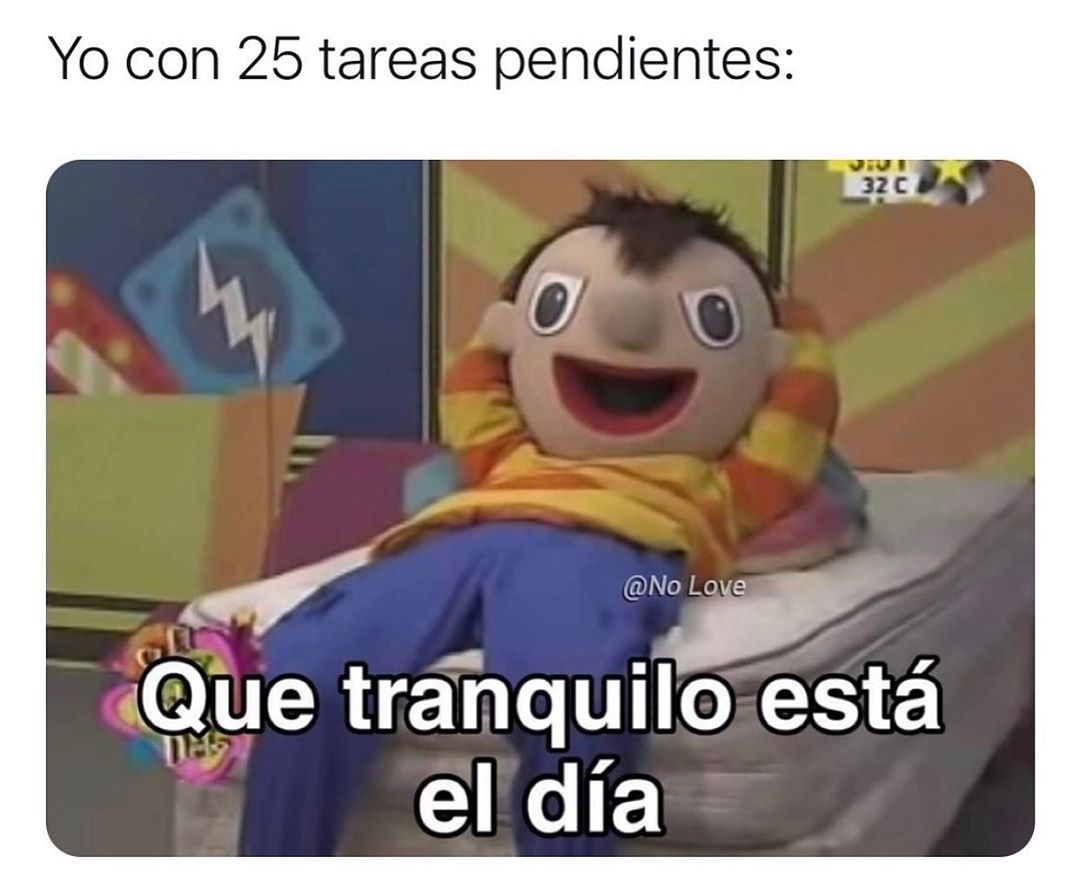 Yo con 25 tareas pendientes:
32 C
@No Love
Que tranquilo está
el día